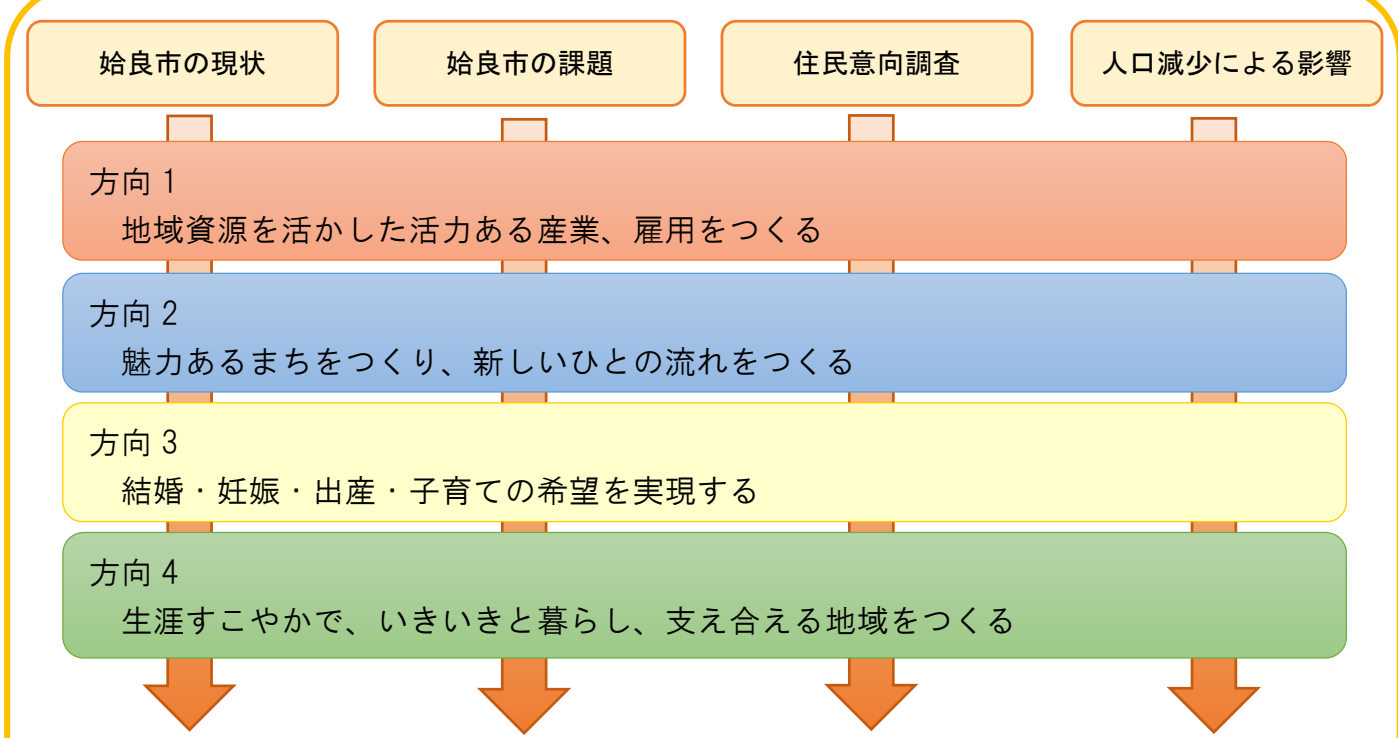 姶良市の現状
姶良市の課題
住民意向調査
人口減少による影響
方向1
地域資源を活かした活力ある産業、雇用をつくる
方向2
魅力あるまちをつくり、新しいひとの流れをつくる
方向3
結婚・妊娠・出産・子育ての希望を実現する
方向4
生涯すこやかで、いきいきと暮らし、支え合える地域をつくる